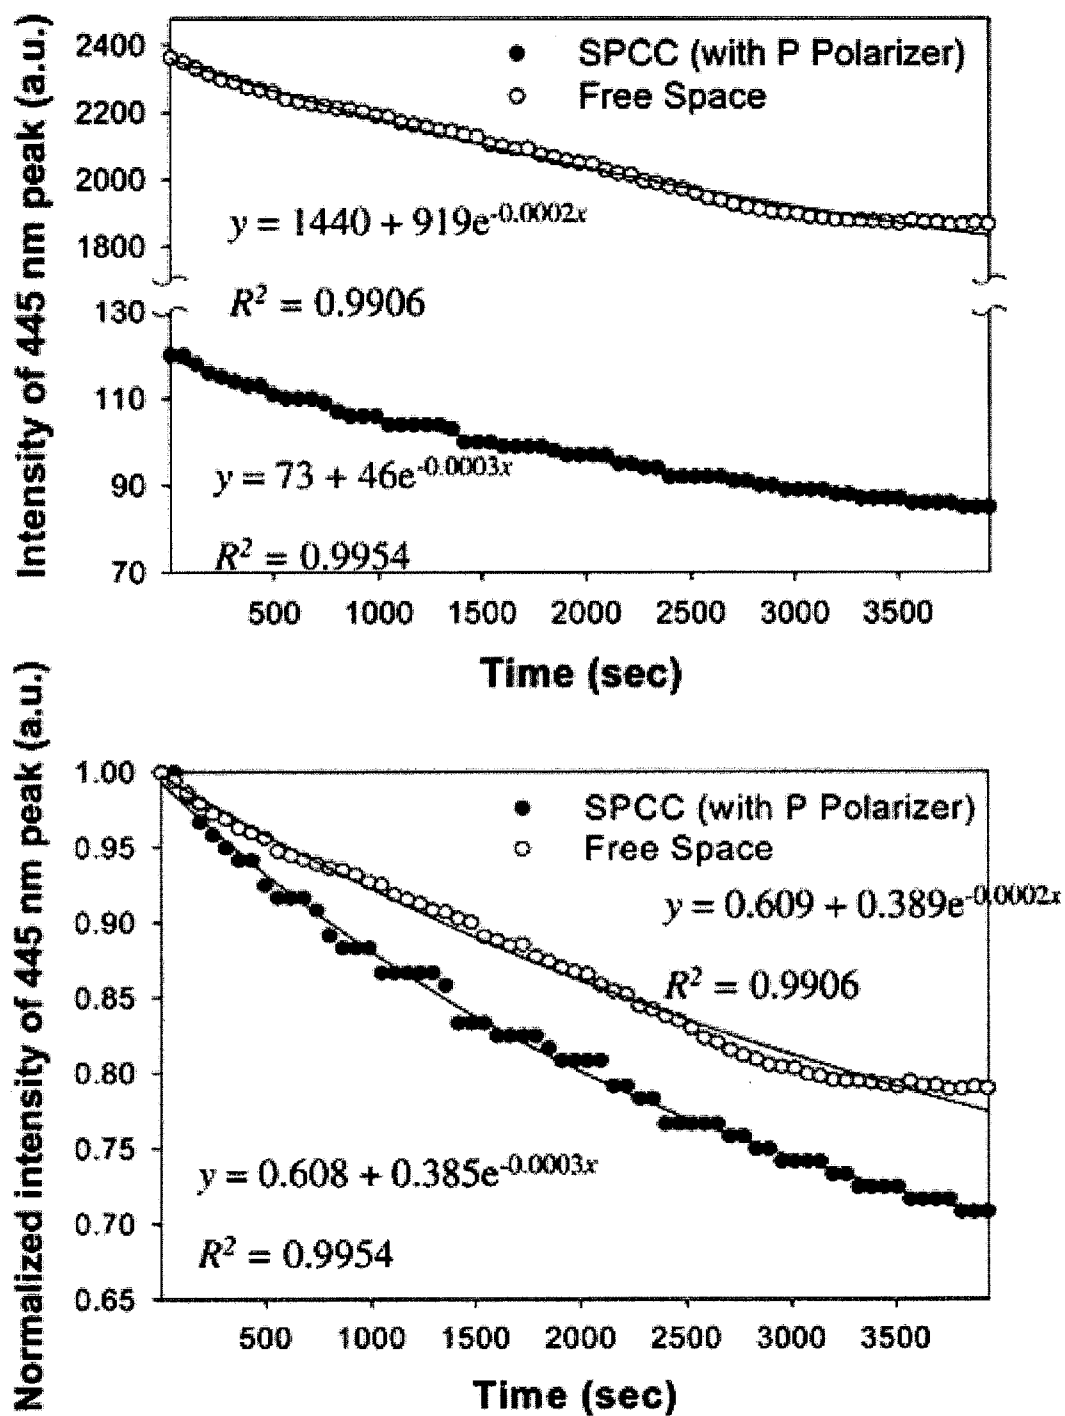 Intensity of 445 nm peak (a.u.)
2400
2200
2000
1800
130
110
90
70
● SPCC (with P Polarizer)
○ Free Space
y = 1440 + 919e^-0.0002x
R² = 0.9906
y = 73 + 46e^-0.0003x
R² = 0.9954
500 1000 1500 2000 2500 3000 3500
Time (sec)
Normalized intensity of 445 nm peak (a.u.)
1.00
0.95
0.90
0.85
0.80
0.75
0.70
0.65
● SPCC (with P Polarizer)
○ Free Space
y = 0.609 + 0.389e^-0.0002x
R² = 0.9906
y = 0.608 + 0.385e^-0.0003x
R² = 0.9954
500 1000 1500 2000 2500 3000 3500
Time (sec)